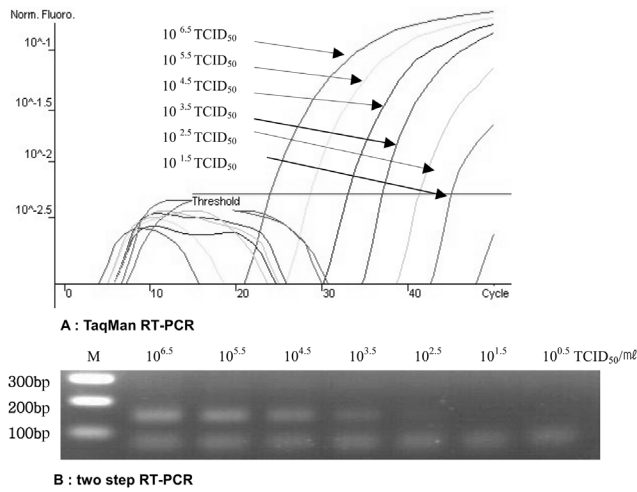 Norm. Fluoro.
10^-1
10^-1.5
10^-2
10^-2.5
10 6.5 TCID50
10 5.5 TCID50
10 4.5 TCID50
10 3.5 TCID50
10 2.5 TCID50
10 1.5 TCID50
Threshold
0 10 20 30 40 Cycle
A : TaqMan RT-PCR
M 10^6.5 10^5.5 10^4.5 10^3.5 10^2.5 10^1.5 10^0.5 TCID50/㎖
300bp
200bp
100bp
B : two step RT-PCR